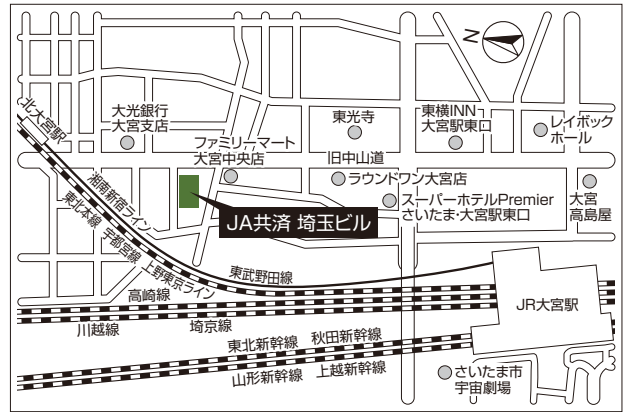 N
北大宮駅
大光銀行
大宮支店
ファミリーマート
大宮中央店
東光寺
旧中山道
東横INN
大宮駅東口
レイボック
ホール
ラウンドワン大宮店
スーパーホテルPremier
さいたま・大宮駅東口
大宮
高島屋
JA共済 埼玉ビル
湘南新宿ライン
東北本線
宇都宮線
上野東京ライン
東武野田線
高崎線
川越線
埼京線
JR大宮駅
東北新幹線
秋田新幹線
山形新幹線
上越新幹線
さいたま市
宇宙劇場